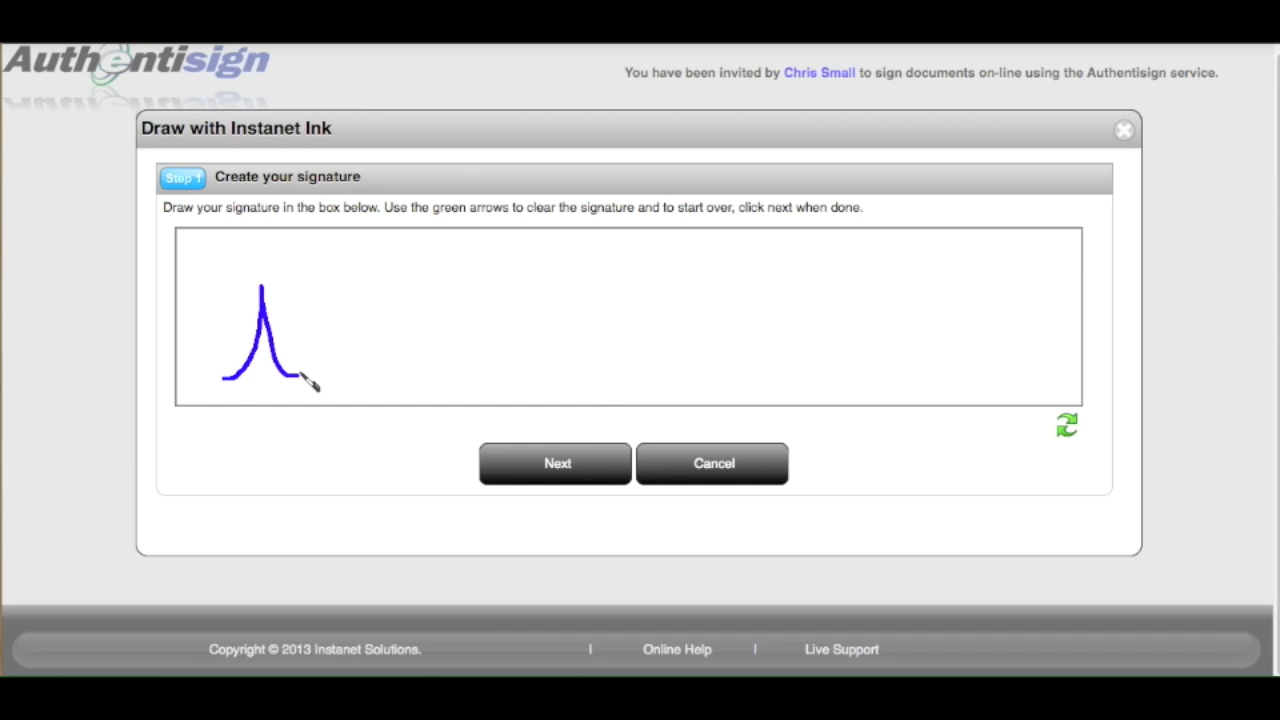 Authentisign
You have been invited by Chris Small to sign documents on-line using the Authentisign service.
Draw with Instanet Ink
Step 1 Create your signature
Draw your signature in the box below. Use the green arrows to clear the signature and to start over, click next when done.
Next Cancel
Copyright © 2013 Instanet Solutions. | Online Help | Live Support